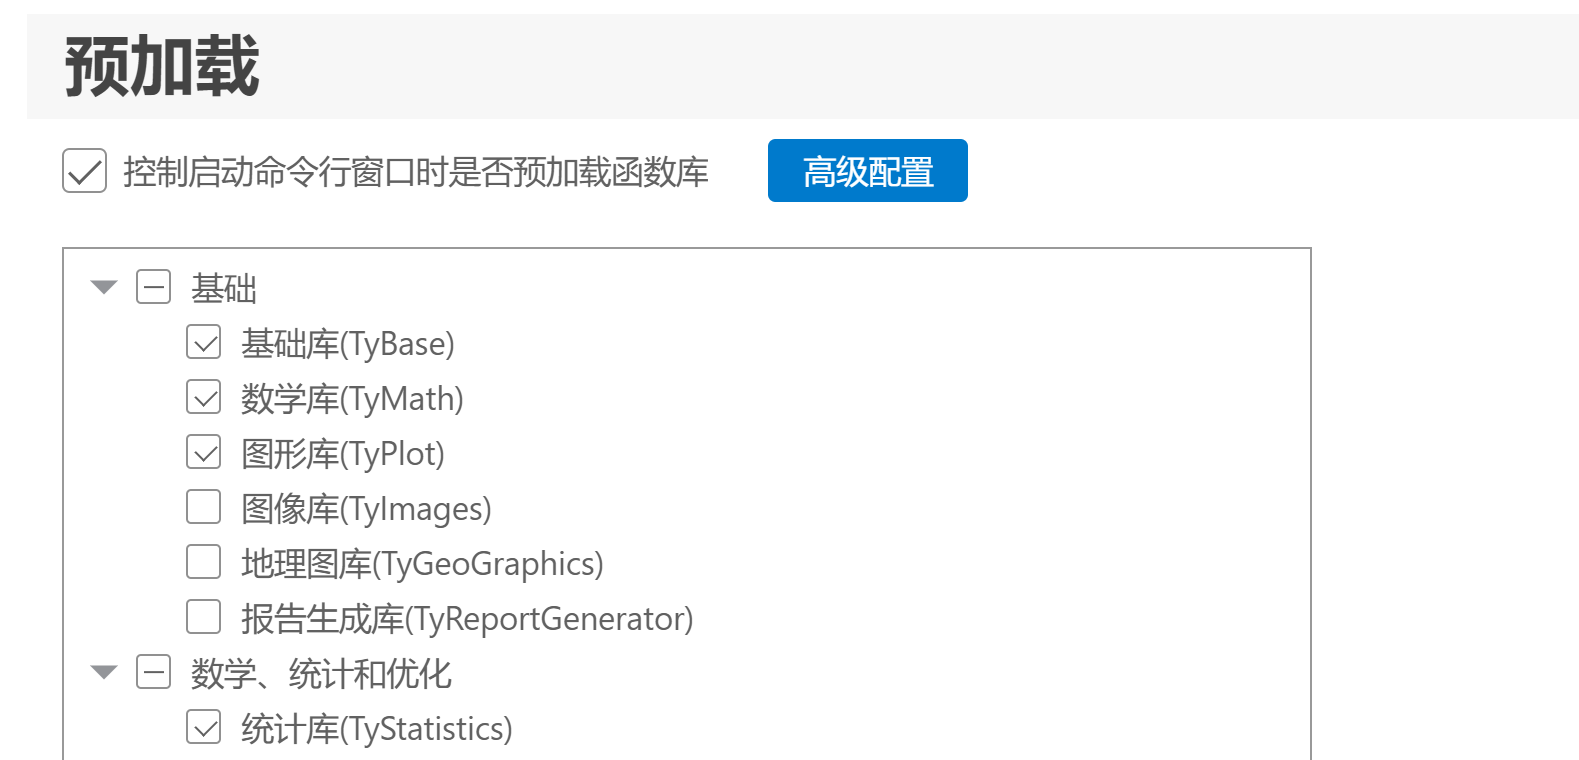 预加载
控制启动命令行窗口时是否预加载函数库 高级配置
基础
基础库(TyBase)
数学库(TyMath)
图形库(TyPlot)
图像库(TyImages)
地理图库(TyGeoGraphics)
报告生成库(TyReportGenerator)
数学、统计和优化
统计库(TyStatistics)